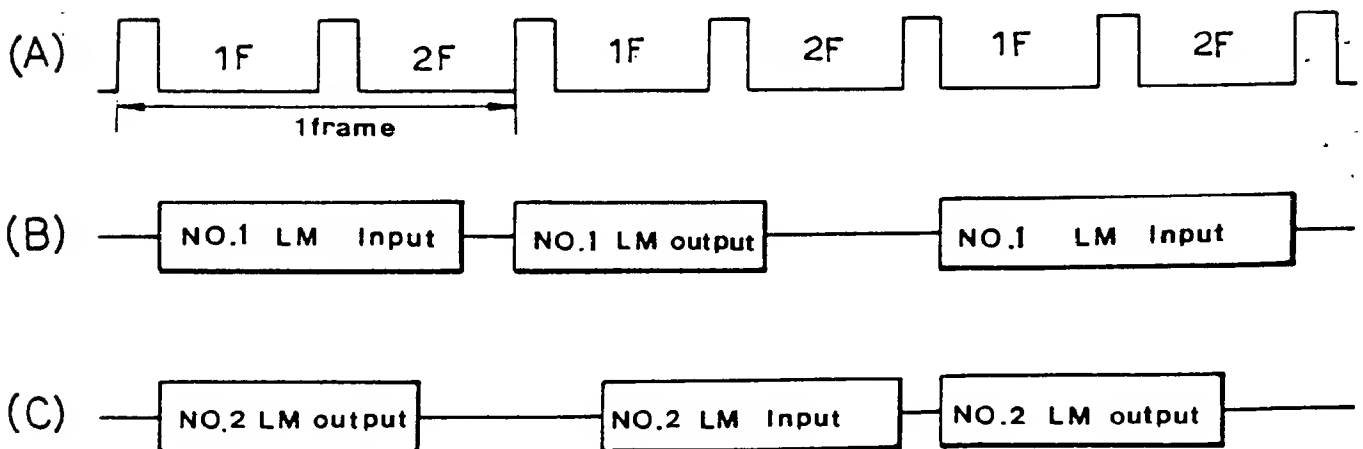 (A) 1F 2F 1F 2F 1F 2F
1frame
(B) NO.1 LM Input NO.1 LM output NO.1 LM Input
(C) NO.2 LM output NO.2 LM Input NO.2 LM output